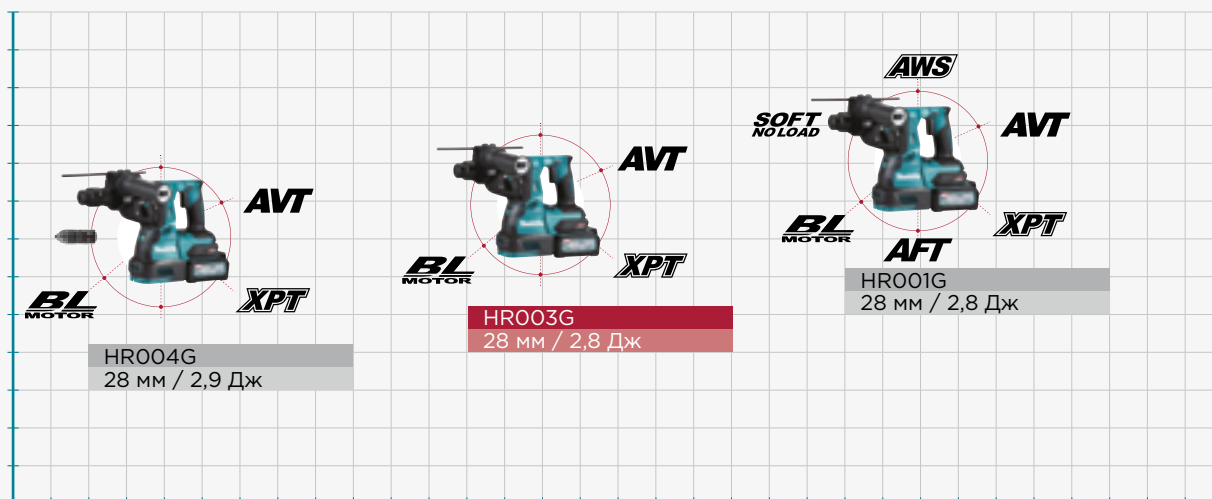 AVT
BL
MOTOR
XPT
HR004G
28 мм / 2,9 Дж
AVT
BL
MOTOR
XPT
HR003G
28 мм / 2,8 Дж
AWS
SOFT
NO LOAD
AVT
BL
MOTOR
XPT
AFT
HR001G
28 мм / 2,8 Дж